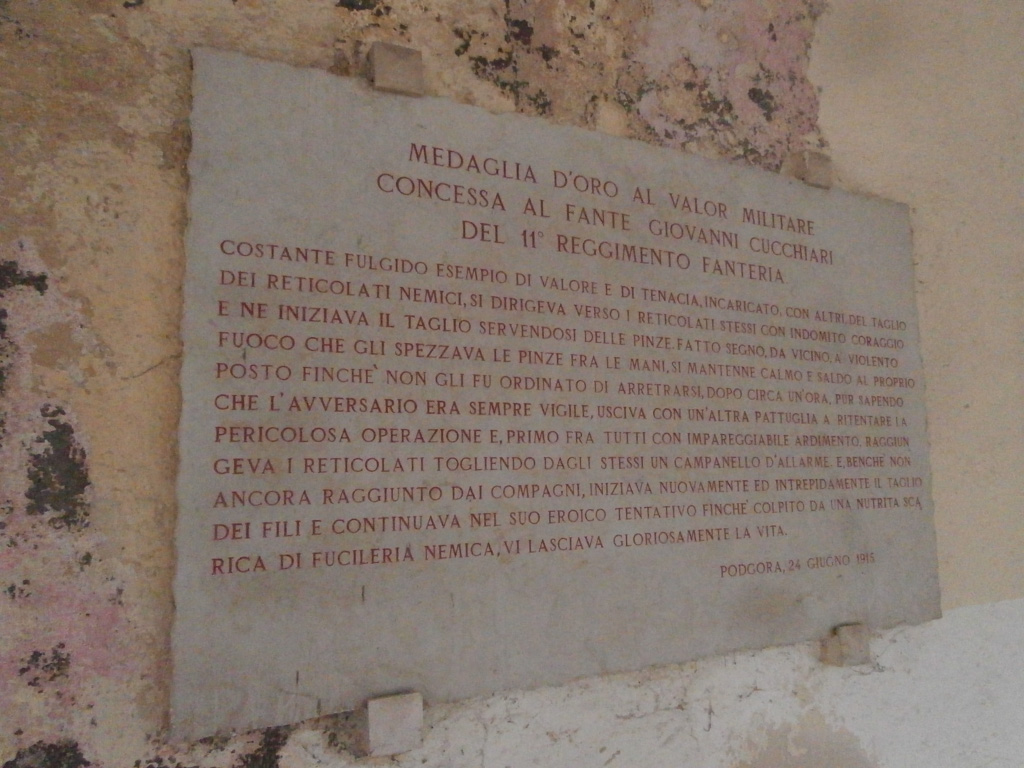 MEDAGLIA D'ORO AL VALOR MILITARE
CONCESSA AL FANTE GIOVANNI CUCCHIARI
DEL 11° REGGIMENTO FANTERIA
COSTANTE FULGIDO ESEMPIO DI VALORE E DI TENACIA, INCARICATO, CON ALTRI, DEL TAGLIO
DEI RETICOLATI NEMICI, SI DIRIGEVA VERSO I RETICOLATI STESSI CON INDOMITO CORAGGIO
E NE INIZIAVA IL TAGLIO SERVENDOSI DELLE PINZE. FATTO SEGNO, DA VICINO, A VIOLENTO
FUOCO CHE GLI SPEZZAVA LE PINZE FRA LE MANI, SI MANTENNE CALMO E SALDO AL PROPRIO
POSTO FINCHE' NON GLI FU ORDINATO DI ARRETRARSI, DOPO CIRCA UN'ORA, PUR SAPENDO
CHE L'AVVERSARIO ERA SEMPRE VIGILE, USCIVA CON UN'ALTRA PATTUGLIA A RITENTARE LA
PERICOLOSA OPERAZIONE E, PRIMO FRA TUTTI CON IMPAREGGIABILE ARDIMENTO, RAGGIUN
GEVA I RETICOLATI TOGLIENDO DAGLI STESSI UN CAMPANELLO D'ALLARME. E, BENCHE' NON
ANCORA RAGGIUNTO DAI COMPAGNI, INIZIAVA NUOVAMENTE ED INTREPIDAMENTE IL TAGLIO
DEI FILI E CONTINUAVA NEL SUO EROICO TENTATIVO FINCHE' COLPITO DA UNA NUTRITA SCA
RICA DI FUCILERIA NEMICA, VI LASCIAVA GLORIOSAMENTE LA VITA.
PODGORA, 24 GIUGNO 1915